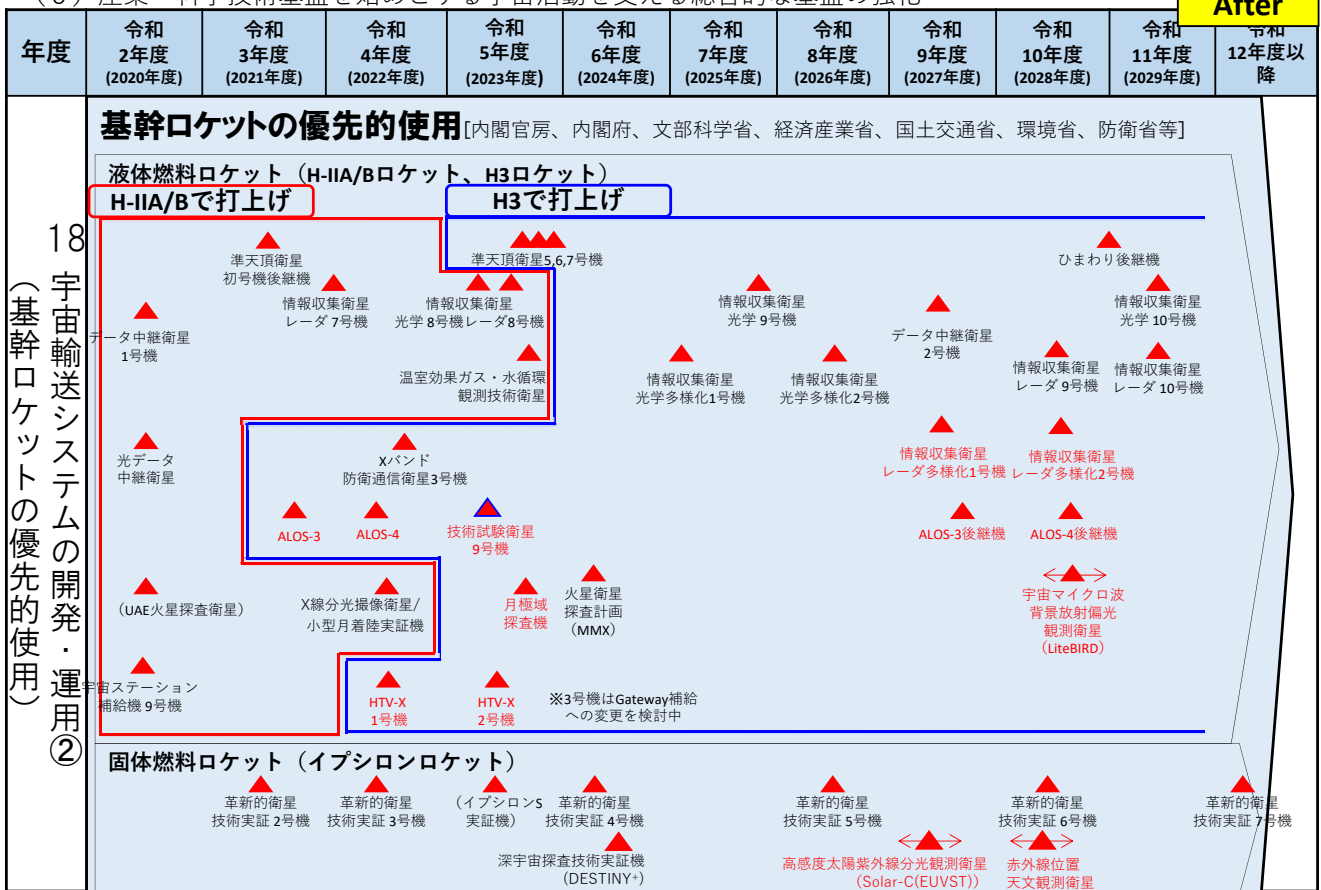 （３）産業・科学技術基盤を始めとする宇宙活動を支える総合的な基盤の強化
After
年度
令和
2年度
(2020年度)
令和
3年度
(2021年度)
令和
4年度
(2022年度)
令和
5年度
(2023年度)
令和
6年度
(2024年度)
令和
7年度
(2025年度)
令和
8年度
(2026年度)
令和
9年度
(2027年度)
令和
10年度
(2028年度)
令和
11年度
(2029年度)
令和
12年度以
降
18 宇宙輸送システムの開発・運用②
（基幹ロケットの優先的使用）
基幹ロケットの優先的使用[内閣官房、内閣府、文部科学省、経済産業省、国土交通省、環境省、防衛省等]
液体燃料ロケット（H-IIA/Bロケット、H3ロケット）
H-IIA/Bで打上げ
H3で打上げ
準天頂衛星
初号機後継機
準天頂衛星5,6,7号機
ひまわり後継機
データ中継衛星
1号機
情報収集衛星
レーダ7号機
情報収集衛星
光学 8号機レーダ8号機
情報収集衛星
光学 9号機
データ中継衛星
2号機
情報収集衛星
光学 10号機
温室効果ガス・水循環
観測技術衛星
情報収集衛星
光学多様化1号機
情報収集衛星
光学多様化2号機
情報収集衛星
レーダ 9号機
情報収集衛星
レーダ 10号機
光データ
中継衛星
Xバンド
防衛通信衛星3号機
情報収集衛星
レーダ多様化1号機
情報収集衛星
レーダ多様化2号機
ALOS-3
ALOS-4
技術試験衛星
9号機
ALOS-3後継機
ALOS-4後継機
（UAE火星探査衛星）
X線分光撮像衛星/
小型月着陸実証機
月極域
探査機
火星衛星
探査計画
（MMX）
宇宙マイクロ波
背景放射偏光
観測衛星
（LiteBIRD）
宇宙ステーション
補給機 9号機
HTV-X
1号機
HTV-X
2号機
※3号機はGateway補給
への変更を検討中
固体燃料ロケット（イプシロンロケット）
革新的衛星
技術実証 2号機
革新的衛星
技術実証 3号機
（イプシロンS
実証機）
革新的衛星
技術実証 4号機
革新的衛星
技術実証 5号機
革新的衛星
技術実証 6号機
革新的衛星
技術実証 7号機
深宇宙探査技術実証機
（DESTINY⁺）
高感度太陽紫外線分光観測衛星
（Solar-C(EUVST)）
赤外線位置
天文観測衛星